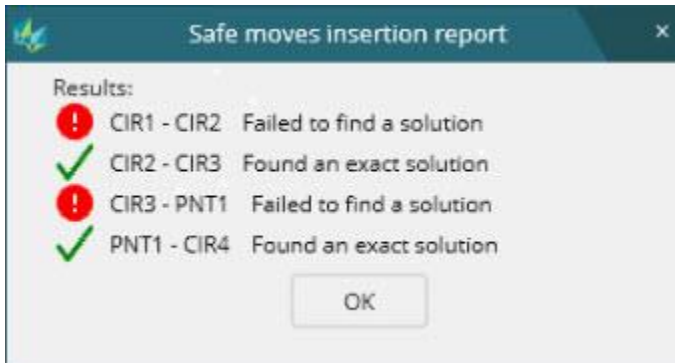 Safe moves insertion report
Results:
CIR1 - CIR2 Failed to find a solution
CIR2 - CIR3 Found an exact solution
CIR3 - PNT1 Failed to find a solution
PNT1 - CIR4 Found an exact solution
OK